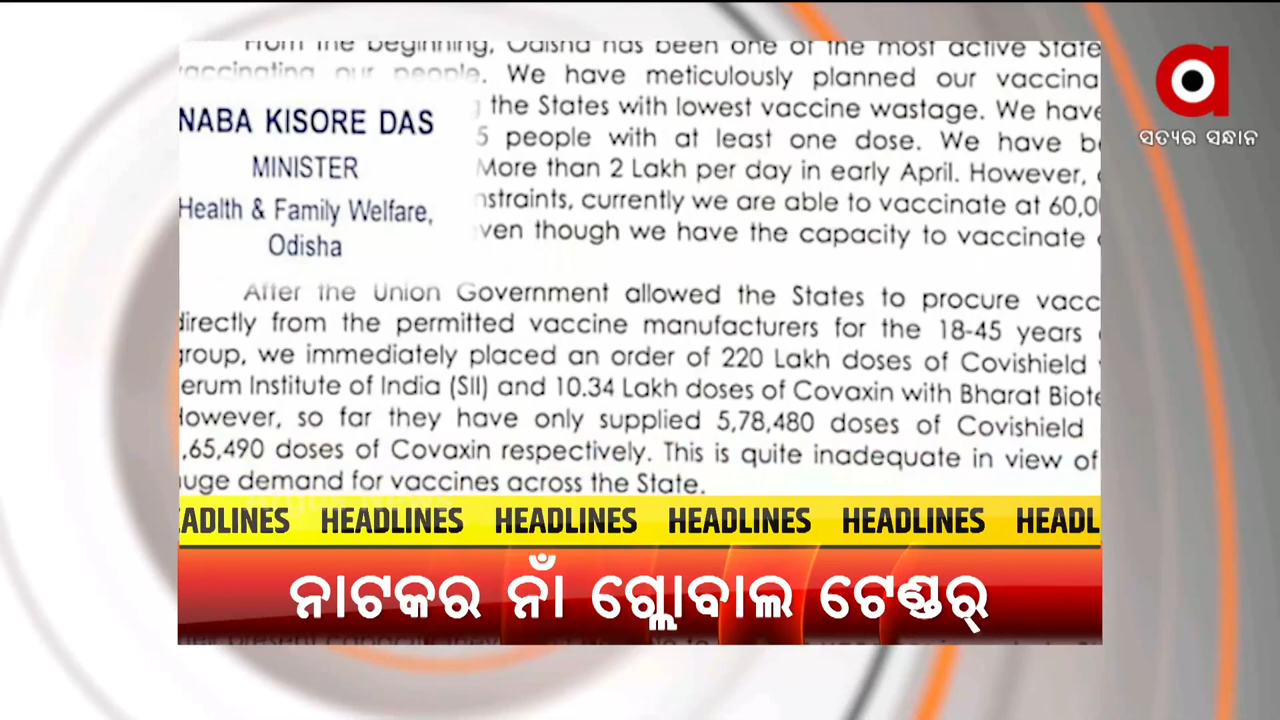 From the beginning, Odisha has been one of the most active State
vaccinating our people. We have meticulously planned our vaccina
the States with lowest vaccine wastage. We have
5 people with at least one dose. We have
More than 2 Lakh per day in early April. However,
nstraints, currently we are able to vaccinate at 60,0
ven though we have the capacity to vaccinate
NABA KISORE DAS
MINISTER
Health & Family Welfare,
Odisha
After the Union Government allowed the States to procure vacc
directly from the permitted vaccine manufacturers for the 18-45 years
group, we immediately placed an order of 220 Lakh doses of Covishield
erum Institute of India (SII) and 10.34 Lakh doses of Covaxin with Bharat Biote
However, so far they have only supplied 5,78,480 doses of Covishield
,65,490 doses of Covaxin respectively. This is quite inadequate in view of
huge demand for vaccines across the State.
ସତ୍ୟର ସନ୍ଧାନ
Argus News
EADLINES HEADLINES HEADLINES HEADLINES HEADLINES HEADL
ନାଟକର ନାଁ ଗ୍ଲୋବାଲ ଟେଣ୍ଡର୍